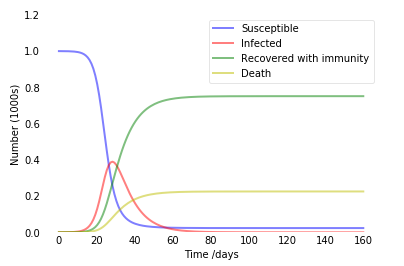 1.2
1.0
0.8
0.6
0.4
0.2
0.0
Number (1000s)
Susceptible
Infected
Recovered with immunity
Death
0 20 40 60 80 100 120 140 160
Time /days